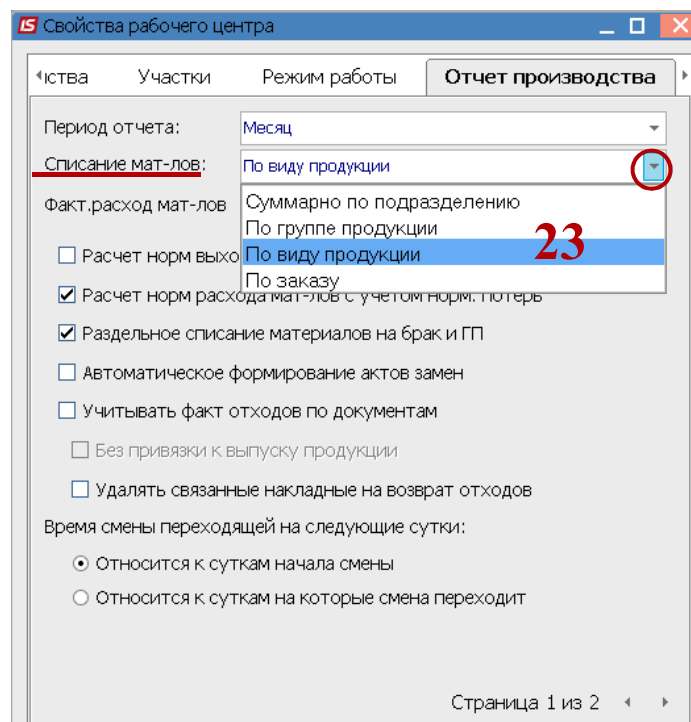 IS Свойства рабочего центра
йства Участки Режим работы Отчет производства
Период отчета: Месяц
Списание мат-лов: По виду продукции
Факт.расход мат-лов
Суммарно по подразделению
По группе продукции
По виду продукции
По заказу
23
Расчет норм выхо
Расчет норм расхода мат-лов с учетом норм. потерь
Раздельное списание материалов на брак и ГП
Автоматическое формирование актов замен
Учитывать факт отходов по документам
Без привязки к выпуску продукции
Удалять связанные накладные на возврат отходов
Время смены переходящей на следующие сутки:
Относится к суткам начала смены
Относится к суткам на которые смена переходит
Страница 1 из 2